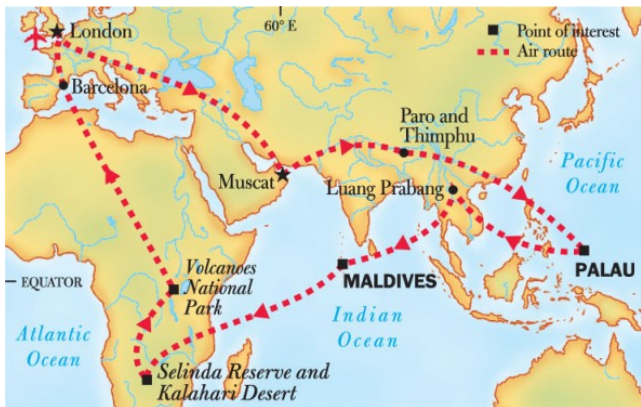 London
60° E
Point of interest
Air route
Barcelona
Paro and
Thimphu
Pacific
Ocean
Muscat
Luang Prabang
EQUATOR
Volcanoes
National
Park
MALDIVES
PALAU
Indian
Ocean
Atlantic
Ocean
Selinda Reserve and
Kalahari Desert